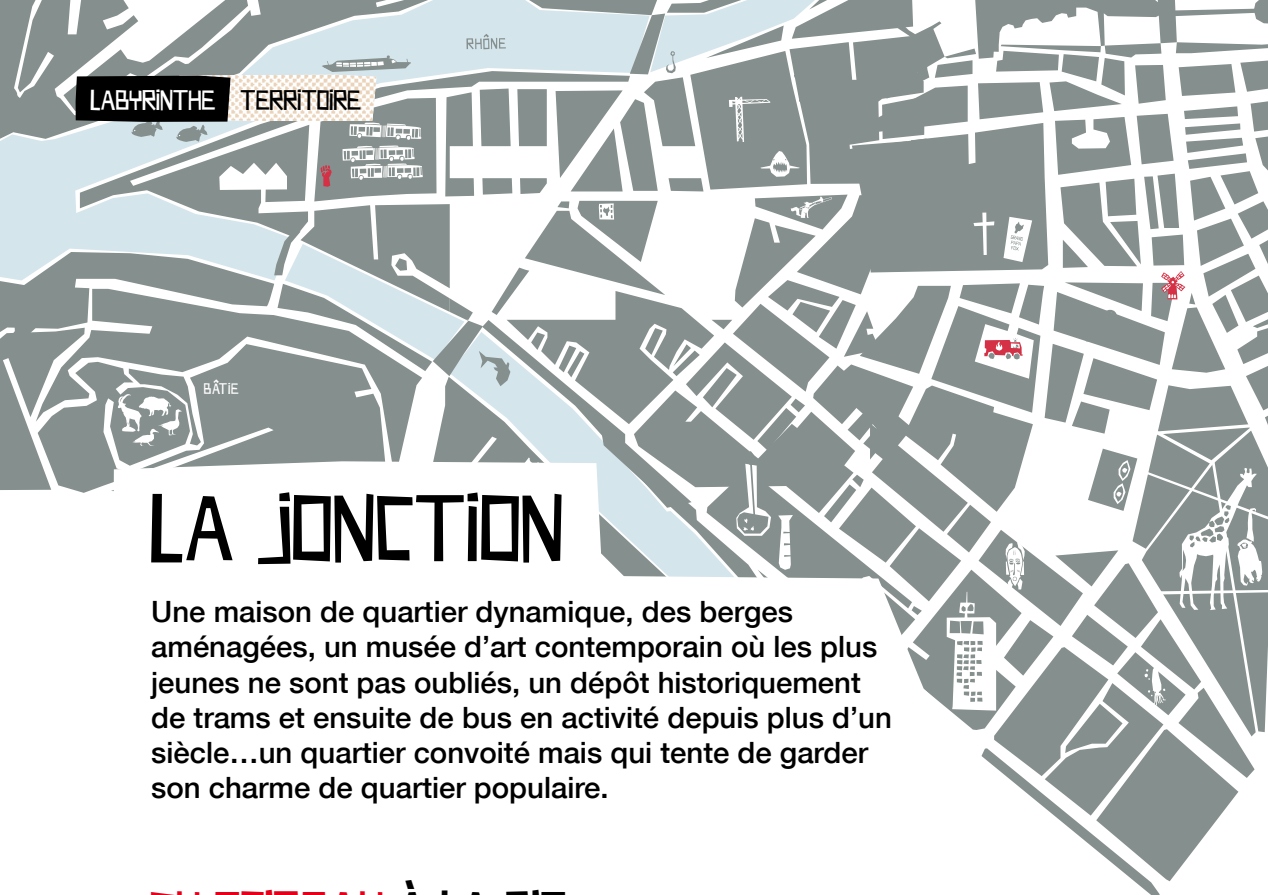 RHÔNE
LABYRINTHE TERRITOIRE
BÂTIE
LA JONCTION
Une maison de quartier dynamique, des berges
aménagées, un musée d’art contemporain où les plus
jeunes ne sont pas oubliés, un dépôt historiquement
de trams et ensuite de bus en activité depuis plus d’un
siècle…un quartier convoité mais qui tente de garder
son charme de quartier populaire.